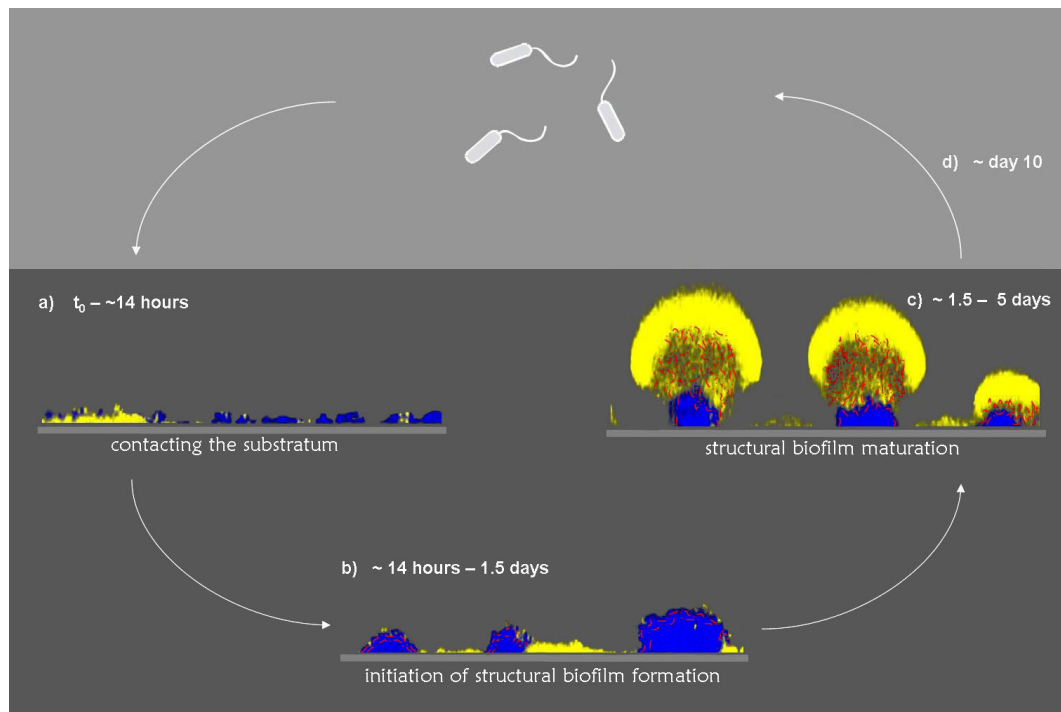 d) ~ day 10
a) t₀ – ~14 hours
c) ~ 1.5 – 5 days
contacting the substratum
structural biofilm maturation
b) ~ 14 hours – 1.5 days
initiation of structural biofilm formation